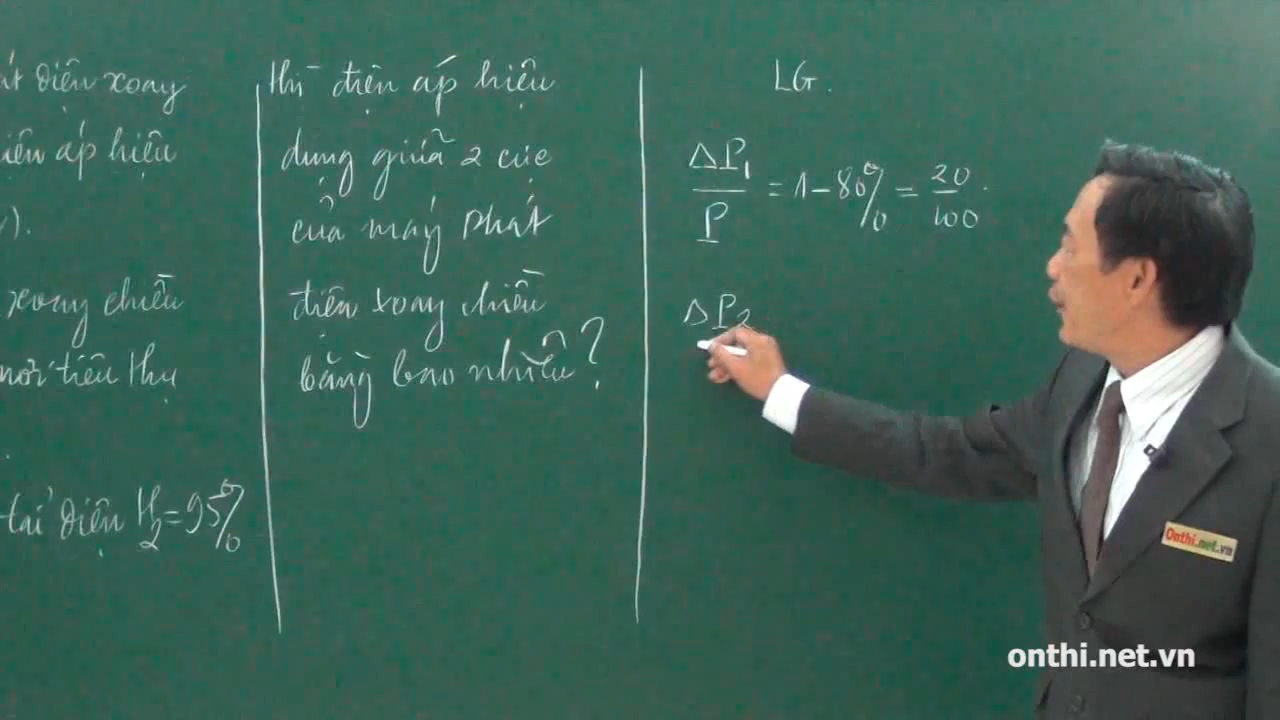 điện xoay
điện áp hiệu
xoay chiều
nơi tiêu thụ
tải điện H2=95%
thì điện áp hiệu
dụng giữa 2 cực
của máy phát
điện xoay chiều
bằng bao nhiêu?
LG.
ΔP1/P = 1-80% = 20/100.
ΔP2
Onthi.net.vn
onthi.net.vn